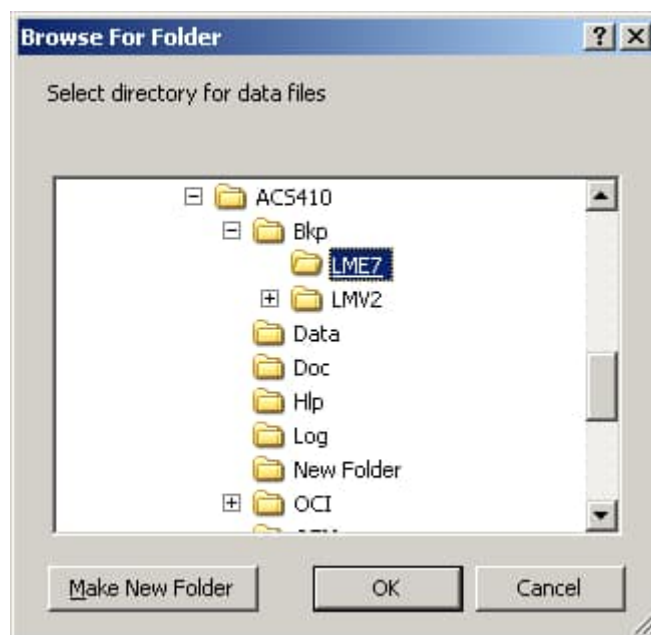 Browse For Folder
Select directory for data files
ACS410
Bkp
LME7
LMV2
Data
Doc
Hlp
Log
New Folder
OCI
Make New Folder
OK
Cancel